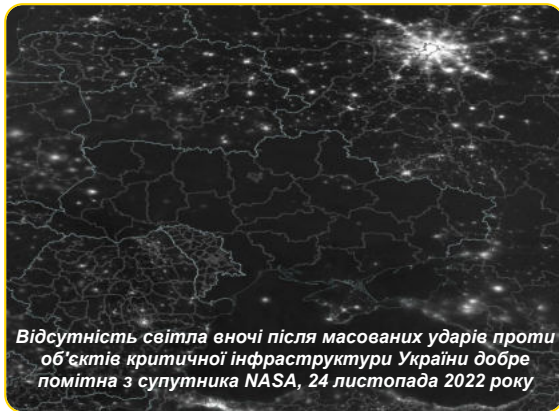 Відсутність світла вночі після масованих ударів проти
об'єктів критичної інфраструктури України добре
помітна з супутника NASA, 24 листопада 2022 року